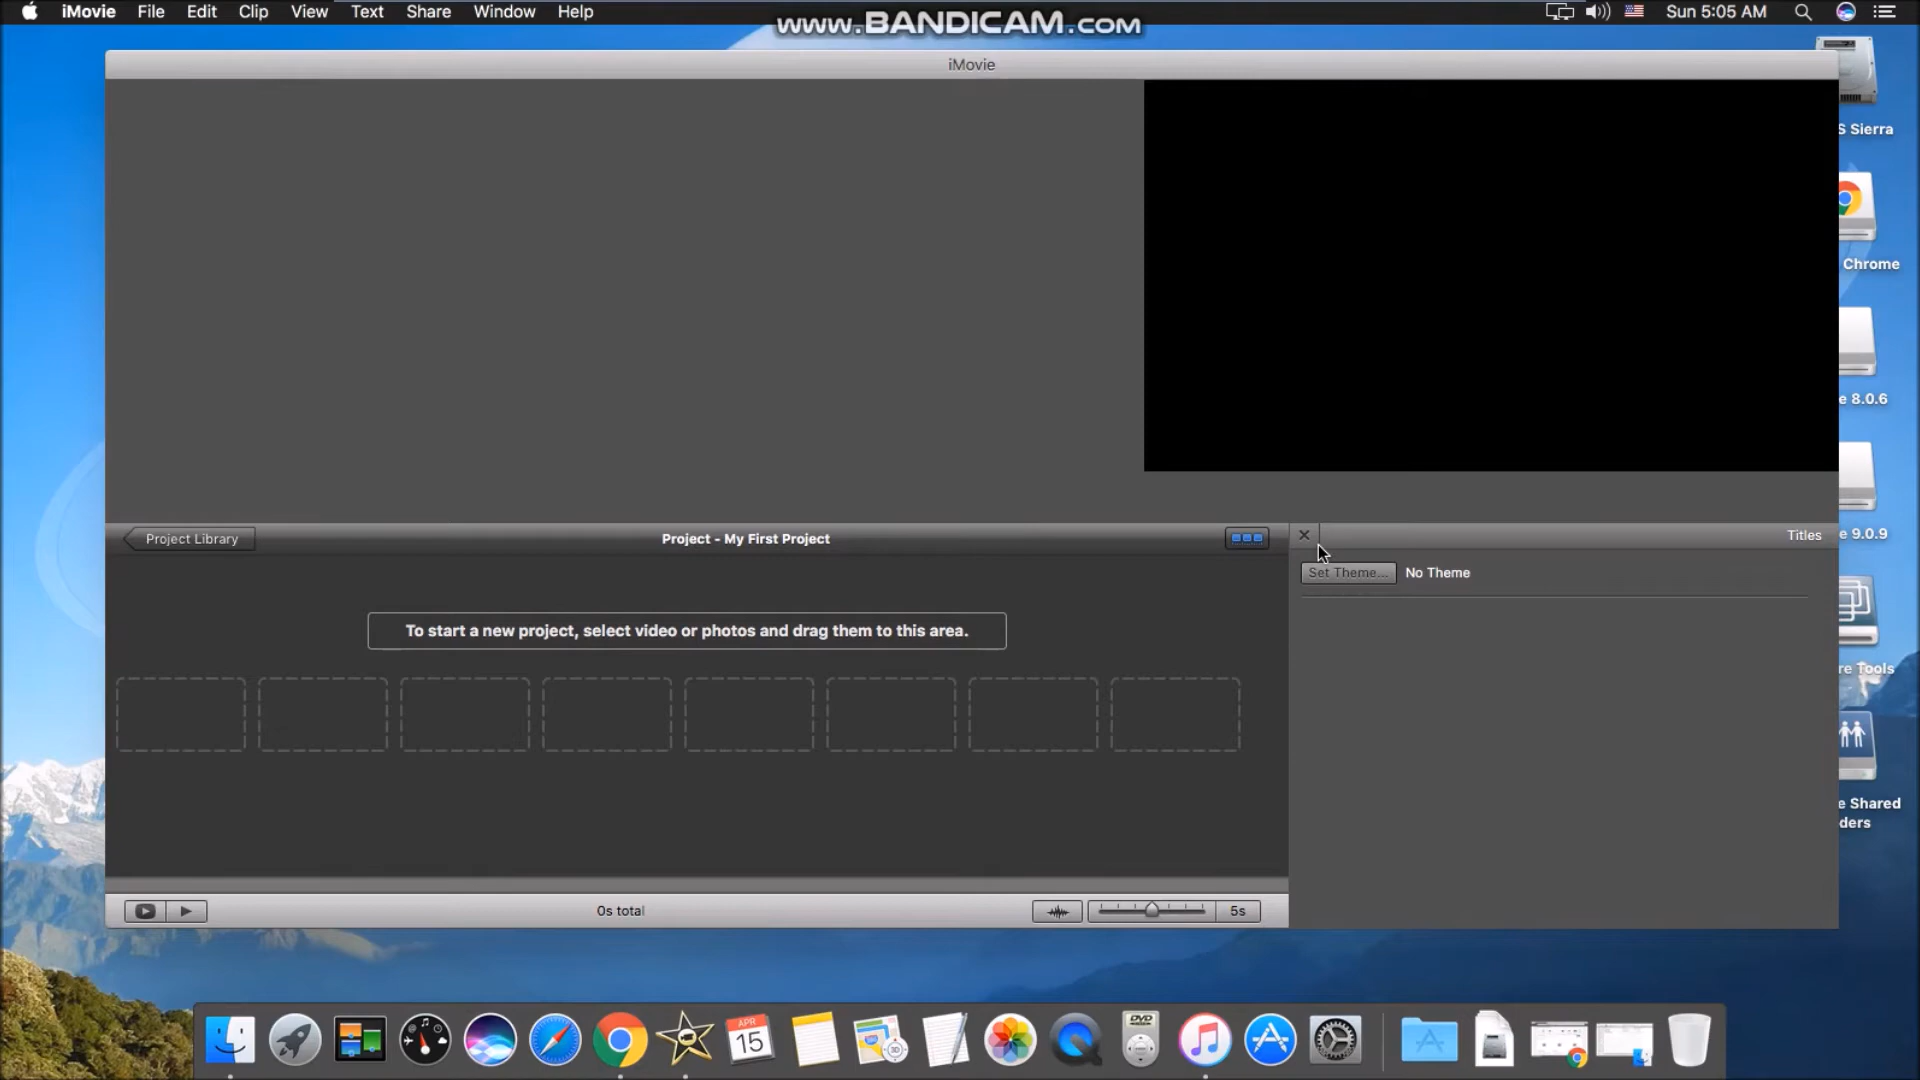 iMovie File Edit Clip View Text Share Window Help
Sun 5:05 AM
www.BANDICAM.com
iMovie
S Sierra
Chrome
e 8.0.6
e 9.0.9
re Tools
e Shared
ders
Project Library
Project - My First Project
Titles
Set Theme...
No Theme
To start a new project, select video or photos and drag them to this area.
0s total
5s
APR
15
3D
DVD